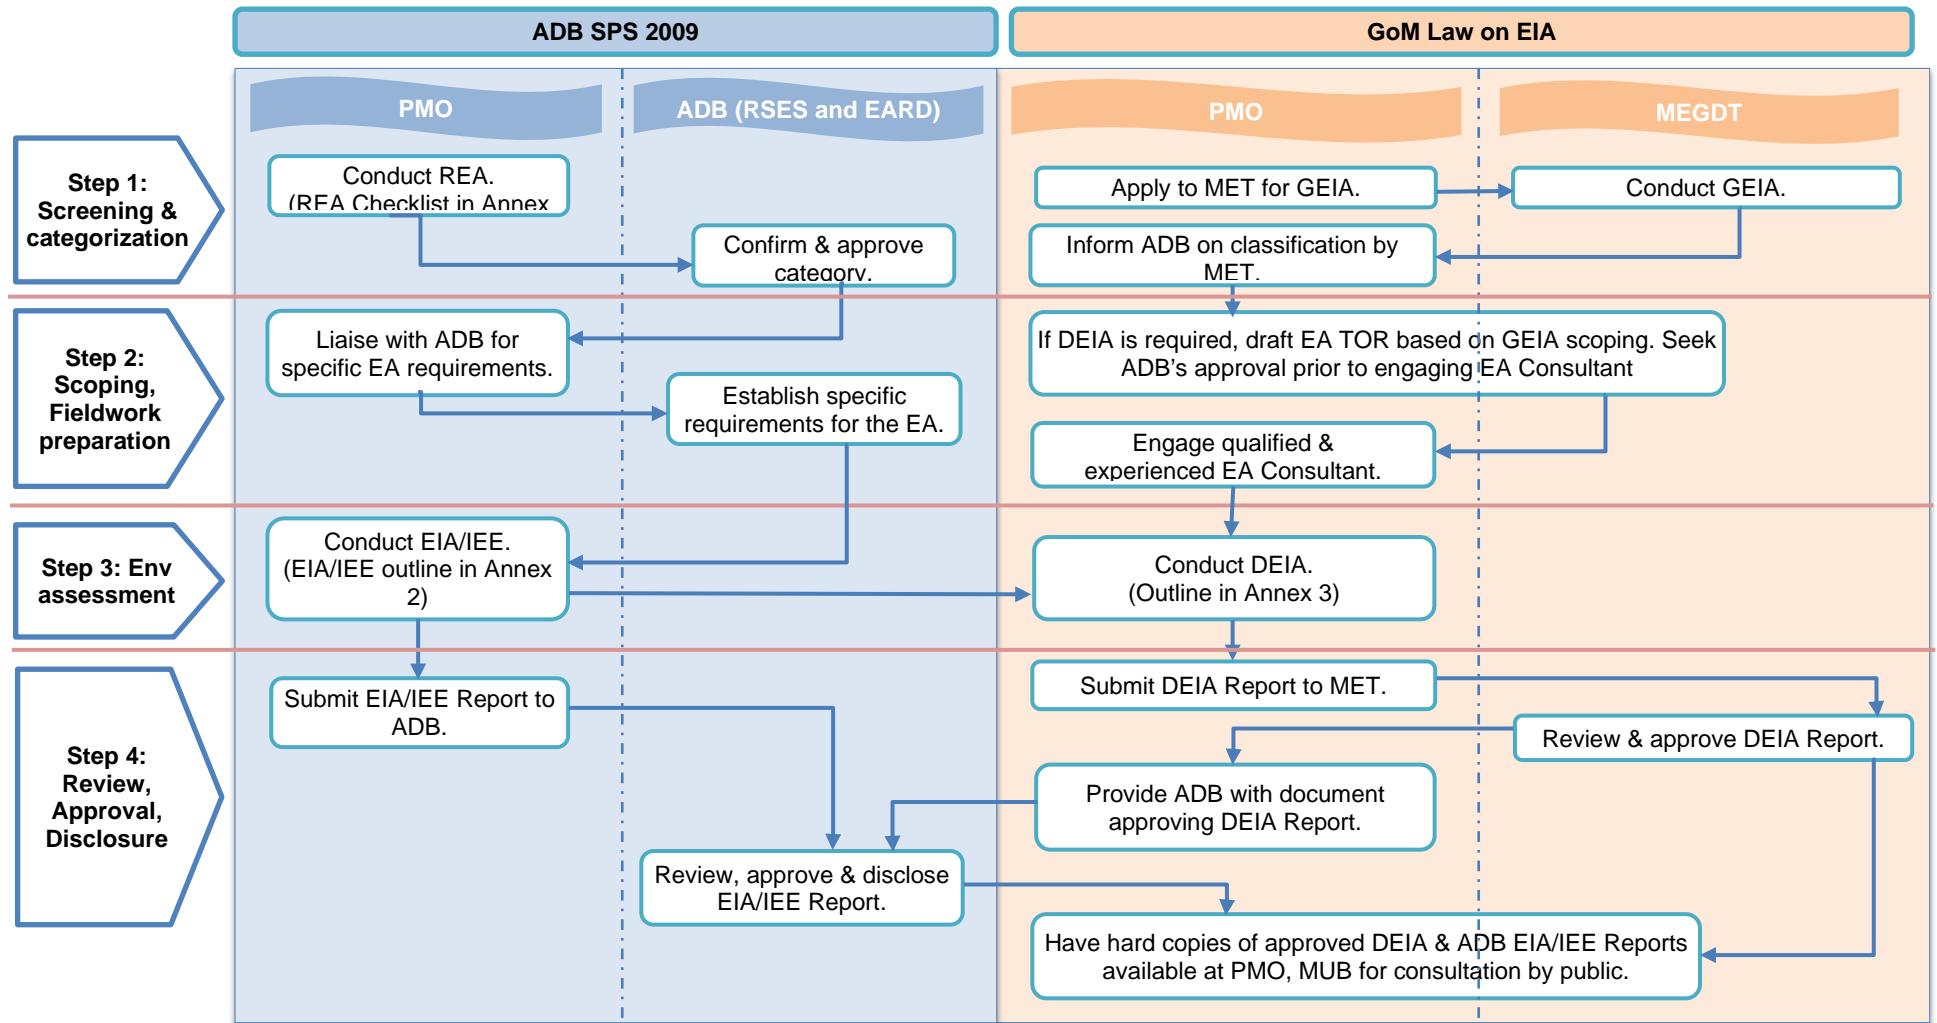 ADB SPS 2009
GoM Law on EIA
PMO
ADB (RSES and EARD)
PMO
MEGDT
Step 1:
Screening &
categorization
Conduct REA.
(REA Checklist in Annex
Confirm & approve
category.
Apply to MET for GEIA.
Conduct GEIA.
Inform ADB on classification by
MET.
Step 2:
Scoping,
Fieldwork
preparation
Liaise with ADB for
specific EA requirements.
Establish specific
requirements for the EA.
If DEIA is required, draft EA TOR based on GEIA scoping. Seek
ADB’s approval prior to engaging EA Consultant
Engage qualified &
experienced EA Consultant.
Step 3: Env
assessment
Conduct EIA/IEE.
(EIA/IEE outline in Annex
2)
Conduct DEIA.
(Outline in Annex 3)
Step 4:
Review,
Approval,
Disclosure
Submit EIA/IEE Report to
ADB.
Submit DEIA Report to MET.
Review & approve DEIA Report.
Provide ADB with document
approving DEIA Report.
Review, approve & disclose
EIA/IEE Report.
Have hard copies of approved DEIA & ADB EIA/IEE Reports
available at PMO, MUB for consultation by public.